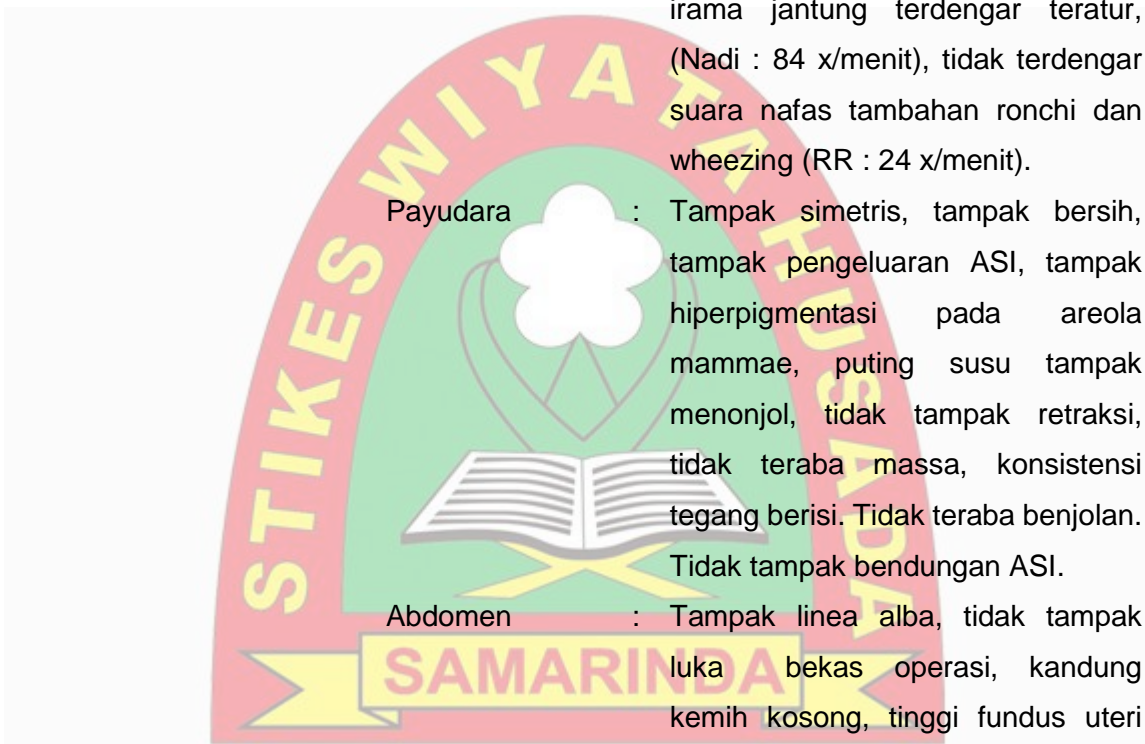 irama jantung terdengar teratur,
(Nadi : 84 x/menit), tidak terdengar
suara nafas tambahan ronchi dan
wheezing (RR : 24 x/menit).
Payudara : Tampak simetris, tampak bersih,
tampak pengeluaran ASI, tampak
hiperpigmentasi pada areola
mammae, puting susu tampak
menonjol, tidak tampak retraksi,
tidak teraba massa, konsistensi
tegang berisi. Tidak teraba benjolan.
Tidak tampak bendungan ASI.
Abdomen : Tampak linea alba, tidak tampak
luka bekas operasi, kandung
kemih kosong, tinggi fundus uteri
STIKES WIYATA HUSADA
SAMARINDA